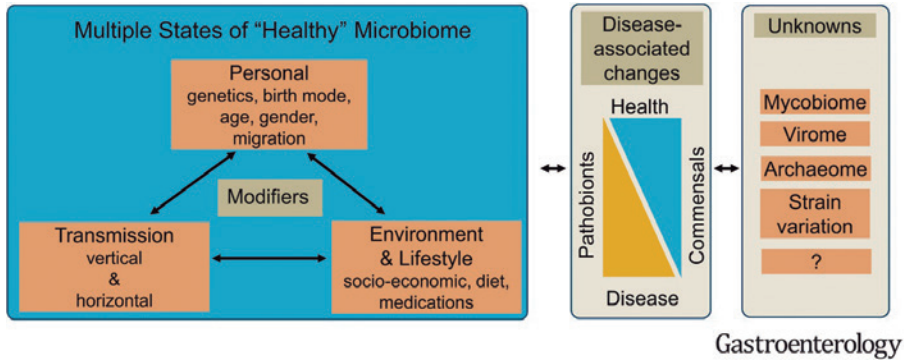 Multiple States of “Healthy” Microbiome
Personal
genetics, birth mode,
age, gender,
migration
Modifiers
Transmission
vertical
&
horizontal
Environment
& Lifestyle
socio-economic, diet,
medications
Disease-
associated
changes
Health
Pathobionts
Commensals
Disease
Unknowns
Mycobiome
Virome
Archaeome
Strain
variation
?
Gastroenterology